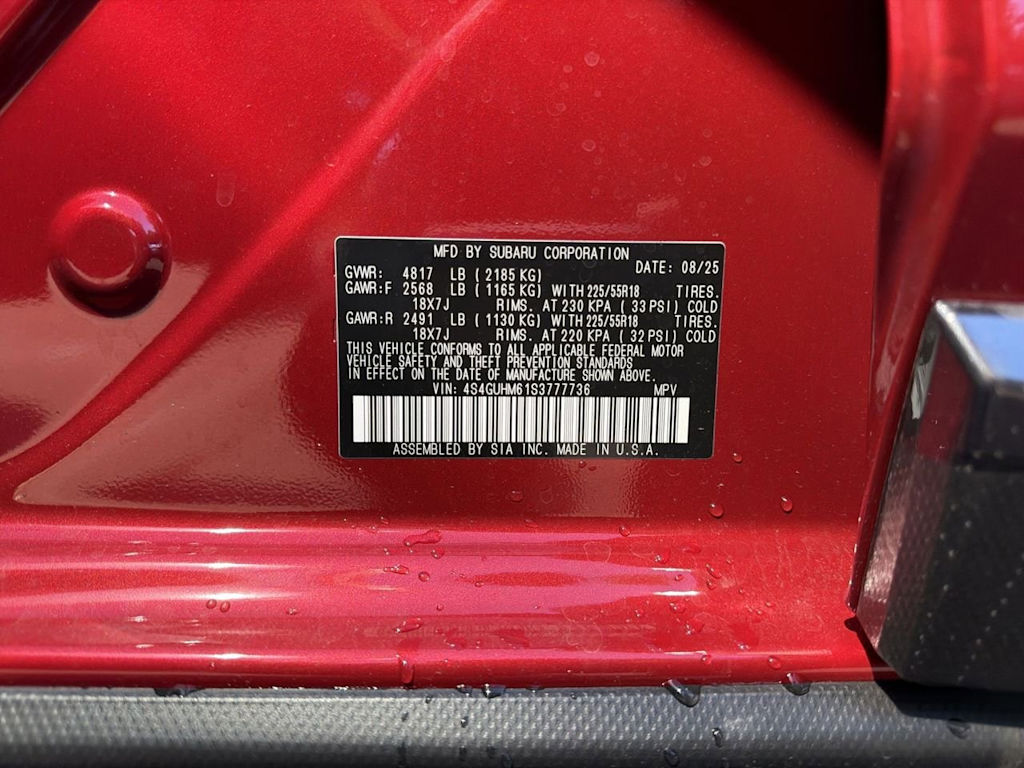 MFD BY SUBARU CORPORATION
DATE: 08/25
GVWR: 4817 LB ( 2185 KG)
GAWR:F 2568 LB ( 1165 KG) WITH 225/55R18 TIRES.
18X7J RIMS. AT 230 KPA ( 33 PSI) COLD
GAWR:R 2491 LB ( 1130 KG) WITH 225/55R18 TIRES.
18X7J RIMS. AT 220 KPA ( 32 PSI) COLD
THIS VEHICLE CONFORMS TO ALL APPLICABLE FEDERAL MOTOR
VEHICLE SAFETY AND THEFT PREVENTION STANDARDS
IN EFFECT ON THE DATE OF MANUFACTURE SHOWN ABOVE.
VIN: 4S4GUHM61S3777736 MPV
ASSEMBLED BY SIA INC. MADE IN U.S.A.